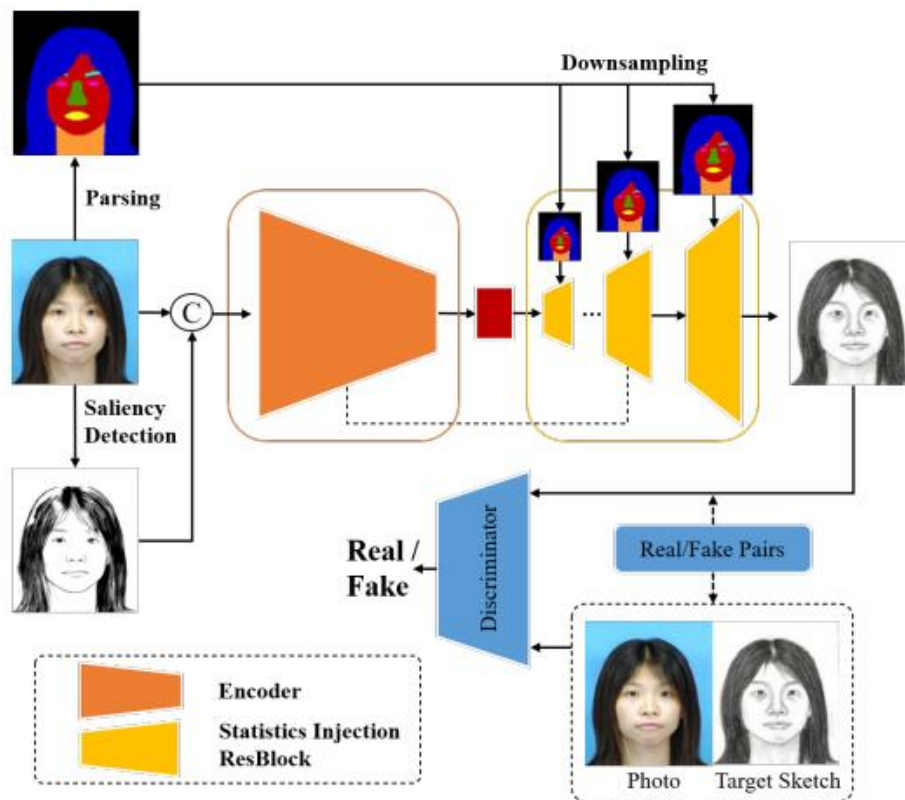 Downsampling
Parsing
C
Saliency
Detection
Real /
Fake
Discriminator
Real/Fake Pairs
Encoder
Statistics Injection
ResBlock
Photo
Target Sketch